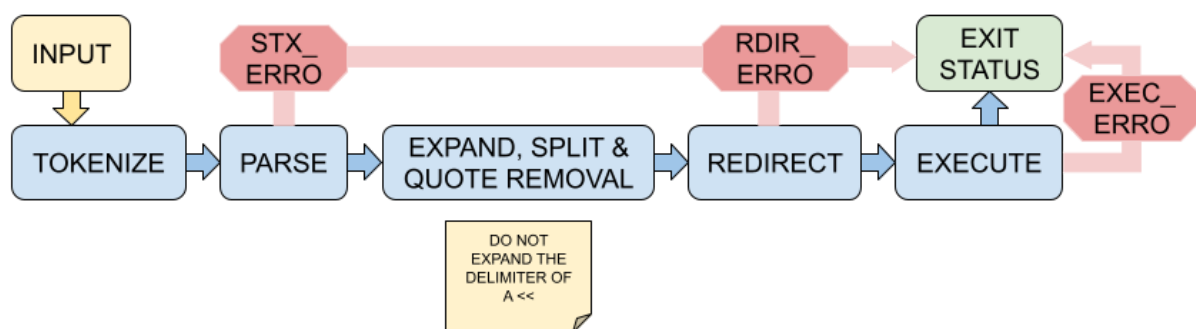 INPUT
STX_
ERRO
RDIR_
ERRO
EXIT
STATUS
EXEC_
ERRO
TOKENIZE
PARSE
EXPAND, SPLIT &
QUOTE REMOVAL
REDIRECT
EXECUTE
DO NOT
EXPAND THE
DELIMITER OF
A <<